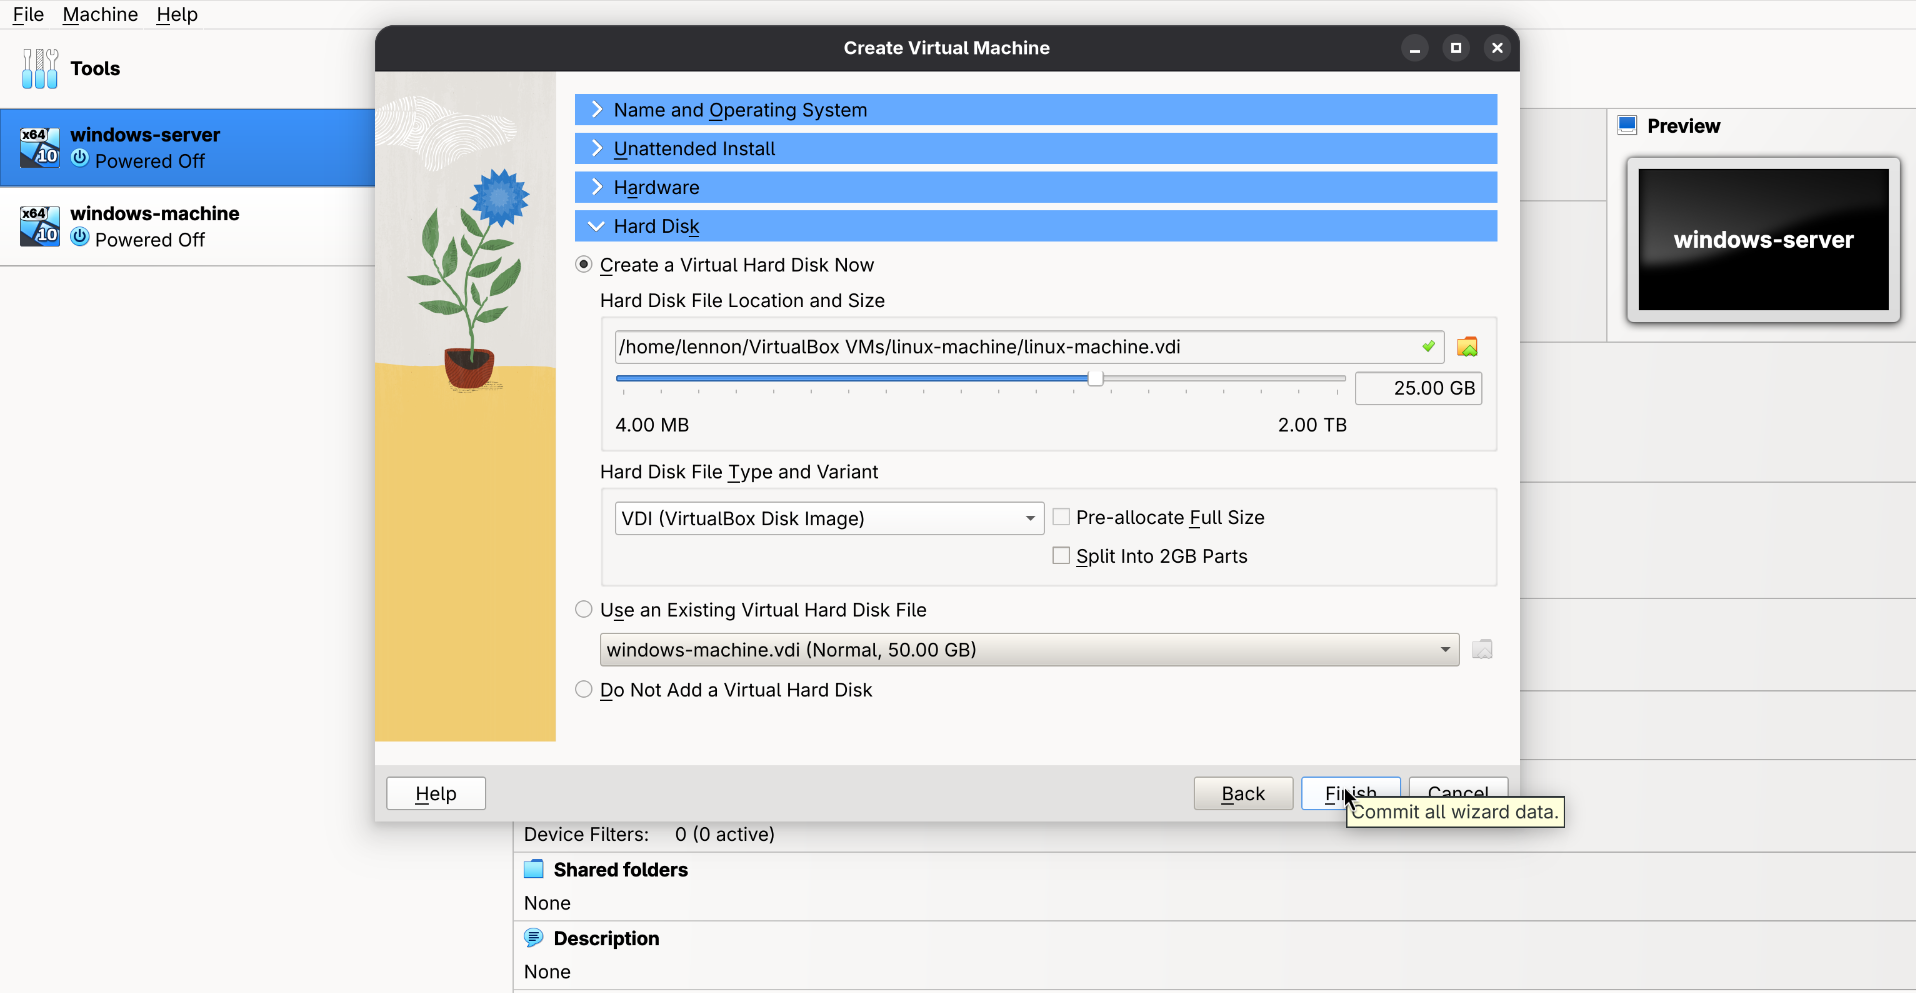 File Machine Help
Tools
windows-server
Powered Off
windows-machine
Powered Off
Create Virtual Machine
Name and Operating System
Unattended Install
Hardware
Hard Disk
Create a Virtual Hard Disk Now
Hard Disk File Location and Size
/home/lennon/VirtualBox VMs/linux-machine/linux-machine.vdi
25.00 GB
4.00 MB 2.00 TB
Hard Disk File Type and Variant
VDI (VirtualBox Disk Image) Pre-allocate Full Size
Split Into 2GB Parts
Use an Existing Virtual Hard Disk File
windows-machine.vdi (Normal, 50.00 GB)
Do Not Add a Virtual Hard Disk
Help Back Finish Cancel
Commit all wizard data.
Device Filters: 0 (0 active)
Shared folders
None
Description
None
Preview
windows-server
x64
10
x64
10